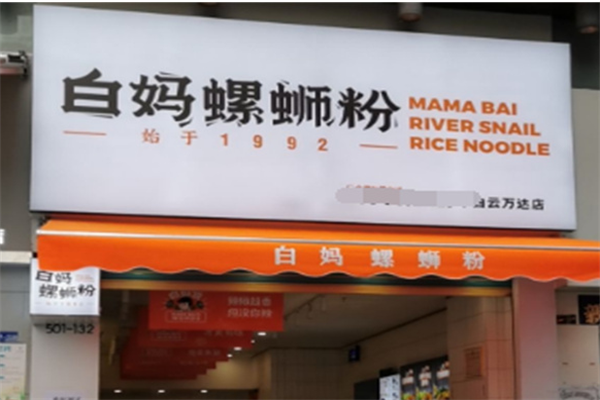 白妈螺蛳粉
始于1992
MAMA BAI
RIVER SNAIL
RICE NOODLE
白云万达店
白妈螺蛳粉
白妈
螺蛳粉
501-132